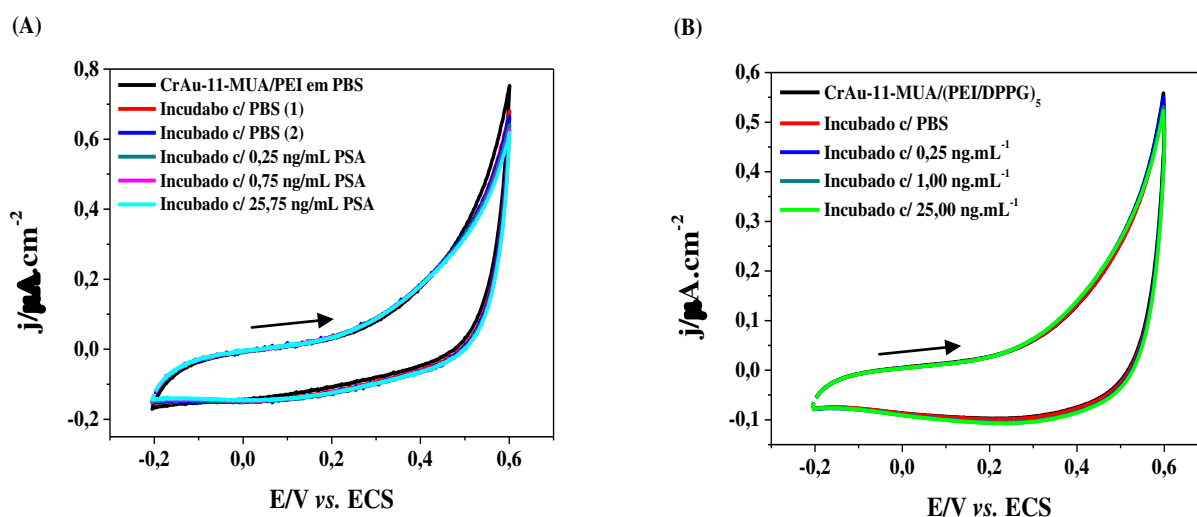 (A)
0,8
0,6
0,4
0,2
0,0
-0,2
j/µA.cm-2
CrAu-11-MUA/PEI em PBS
Incudabo c/ PBS (1)
Incubado c/ PBS (2)
Incubado c/ 0,25 ng/mL PSA
Incubado c/ 0,75 ng/mL PSA
Incubado c/ 25,75 ng/mL PSA
-0,2 0,0 0,2 0,4 0,6
E/V vs. ECS
(B)
0,6
0,5
0,4
0,3
0,2
0,1
0,0
-0,1
j/µA.cm-2
CrAu-11-MUA/(PEI/DPPG)5
Incubado c/ PBS
Incubado c/ 0,25 ng.mL-1
Incubado c/ 1,00 ng.mL-1
Incubado c/ 25,00 ng.mL-1
-0,2 0,0 0,2 0,4 0,6
E/V vs. ECS